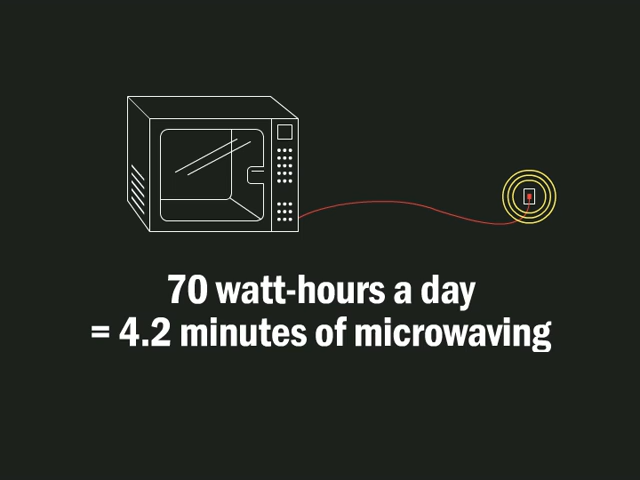 70 watt-hours a day
= 4.2 minutes of microwaving